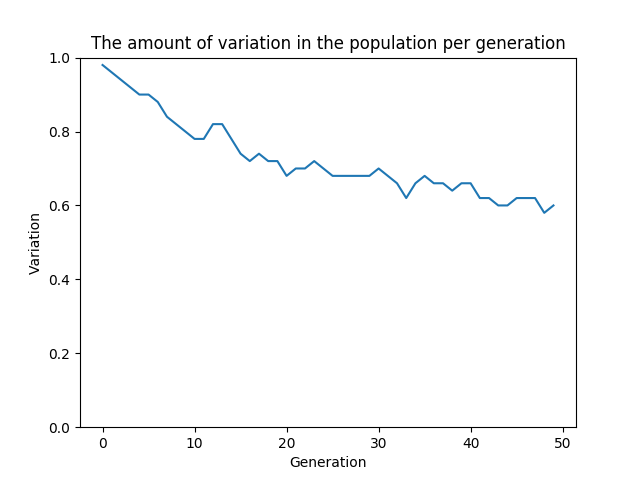 The amount of variation in the population per generation
1.0
0.8
0.6
0.4
0.2
0.0
Variation
0 10 20 30 40 50
Generation